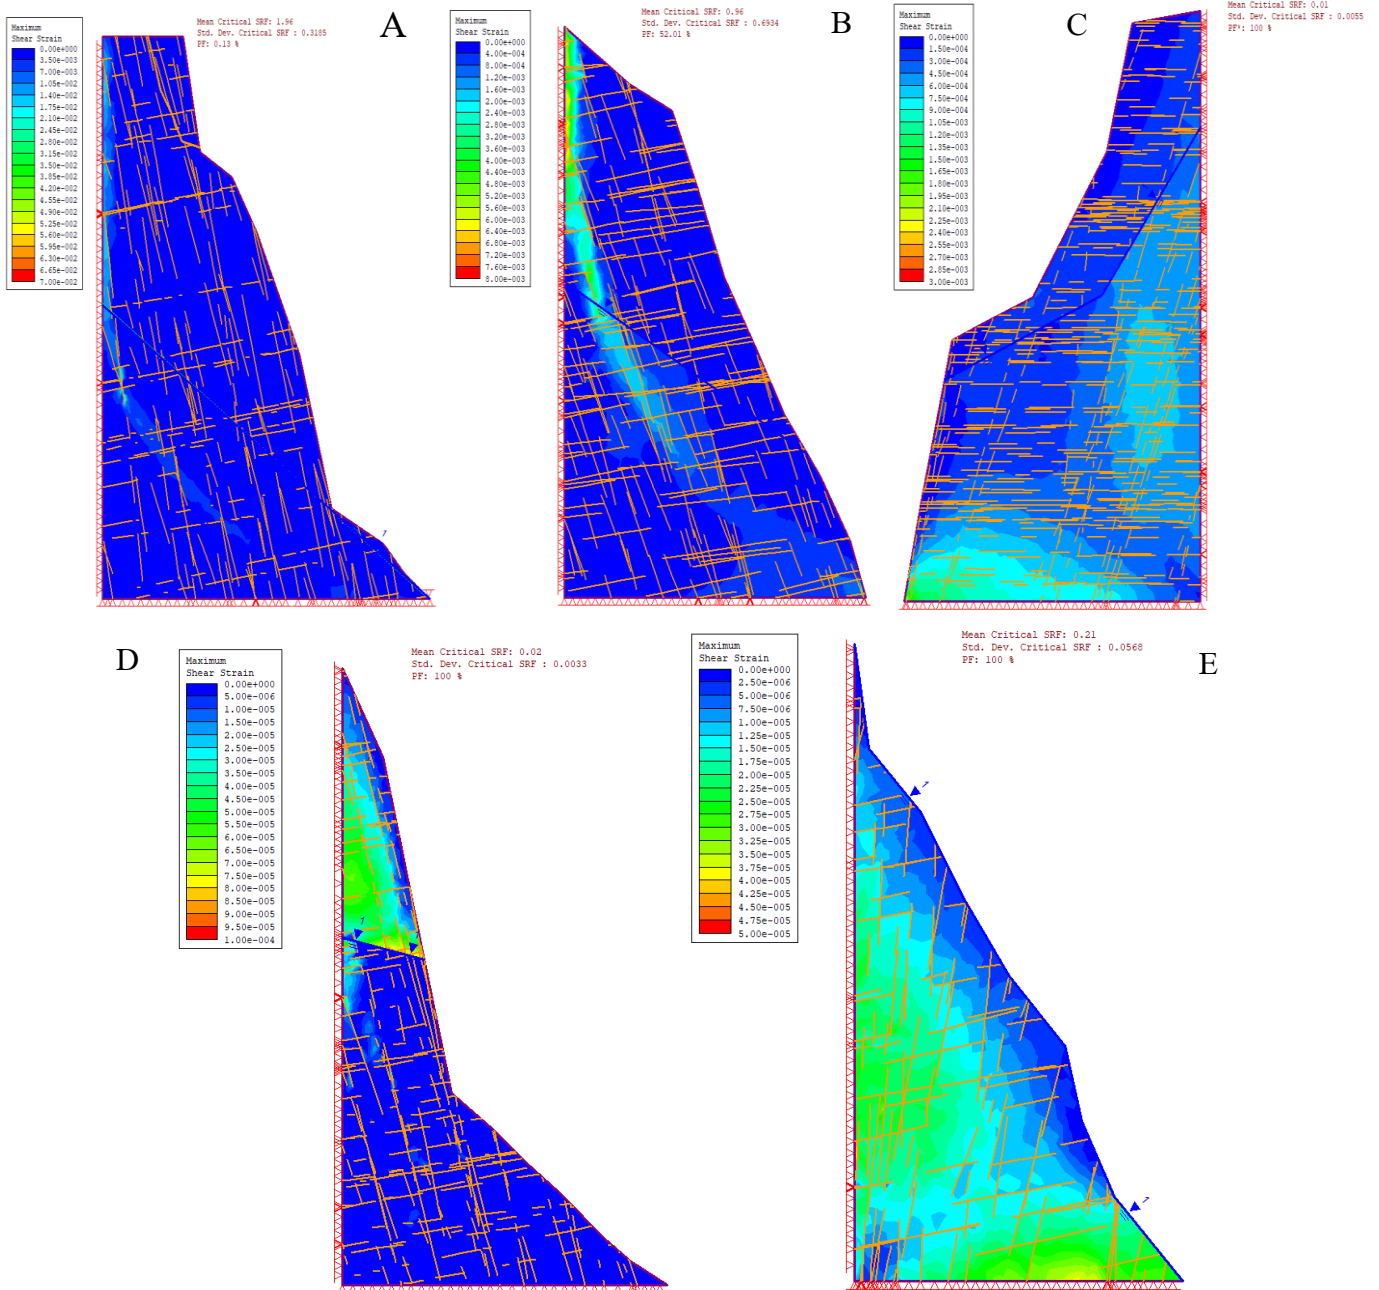 Maximum
Shear Strain
0.00e+000
3.50e-003
7.00e-003
1.05e-002
1.40e-002
1.75e-002
2.10e-002
2.45e-002
2.80e-002
3.15e-002
3.50e-002
3.85e-002
4.20e-002
4.55e-002
4.90e-002
5.25e-002
5.60e-002
5.95e-002
6.30e-002
6.65e-002
7.00e-002
Mean Critical SRF: 1.96
Std. Dev. Critical SRF : 0.3185
PF: 0.13 %
A
1
Maximum
Shear Strain
0.00e+000
4.00e-004
8.00e-004
1.20e-003
1.60e-003
2.00e-003
2.40e-003
2.80e-003
3.20e-003
3.60e-003
4.00e-003
4.40e-003
4.80e-003
5.20e-003
5.60e-003
6.00e-003
6.40e-003
6.80e-003
7.20e-003
7.60e-003
8.00e-003
Mean Critical SRF: 0.96
Std. Dev. Critical SRF : 0.6934
PF: 52.01 %
B
Maximum
Shear Strain
0.00e+000
1.50e-004
3.00e-004
4.50e-004
6.00e-004
7.50e-004
9.00e-004
1.05e-003
1.20e-003
1.35e-003
1.50e-003
1.65e-003
1.80e-003
1.95e-003
2.10e-003
2.25e-003
2.40e-003
2.55e-003
2.70e-003
2.85e-003
3.00e-003
C
Mean Critical SRF: 0.01
Std. Dev. Critical SRF : 0.0055
PF: 100 %
D
Maximum
Shear Strain
0.00e+000
5.00e-006
1.00e-005
1.50e-005
2.00e-005
2.50e-005
3.00e-005
3.50e-005
4.00e-005
4.50e-005
5.00e-005
5.50e-005
6.00e-005
6.50e-005
7.00e-005
7.50e-005
8.00e-005
8.50e-005
9.00e-005
9.50e-005
1.00e-004
Mean Critical SRF: 0.02
Std. Dev. Critical SRF : 0.0033
PF: 100 %
1
1
Maximum
Shear Strain
0.00e+000
2.50e-006
5.00e-006
7.50e-006
1.00e-005
1.25e-005
1.50e-005
1.75e-005
2.00e-005
2.25e-005
2.50e-005
2.75e-005
3.00e-005
3.25e-005
3.50e-005
3.75e-005
4.00e-005
4.25e-005
4.50e-005
4.75e-005
5.00e-005
Mean Critical SRF: 0.21
Std. Dev. Critical SRF : 0.0568
PF: 100 %
E
1
1